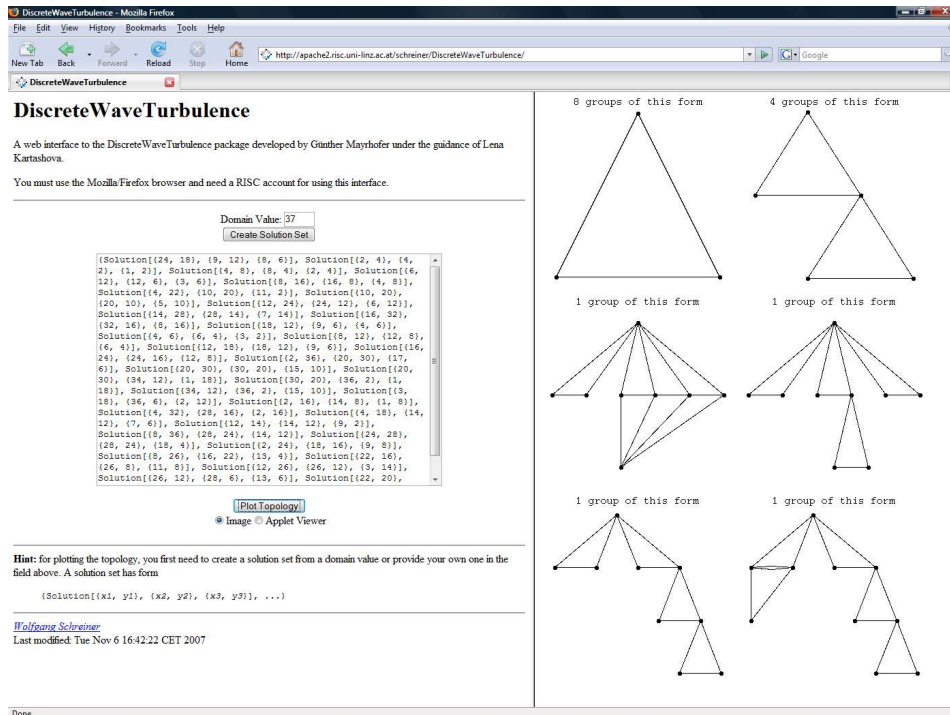 DiscreteWaveTurbulence - Mozilla Firefox
File Edit View History Bookmarks Tools Help
New Tab Back Forward Reload Stop Home http://apache2.risc.uni-linz.ac.at/schreiner/DiscreteWaveTurbulence/ G Google
DiscreteWaveTurbulence
DiscreteWaveTurbulence
A web interface to the DiscreteWaveTurbulence package developed by Günther Mayrhofer under the guidance of Lena
Kartashova.
You must use the Mozilla/Firefox browser and need a RISC account for using this interface.
Domain Value: 37
Create Solution Set
{Solution[{24, 18}, {9, 12}, {8, 6}], Solution[{2, 4}, {4,
2}, {1, 2}], Solution[{4, 8}, {8, 4}, {2, 4}], Solution[{6,
12}, {12, 6}, {3, 6}], Solution[{8, 16}, {16, 8}, {4, 8}],
Solution[{4, 22}, {10, 20}, {11, 2}], Solution[{10, 20},
{20, 10}, {5, 10}], Solution[{12, 24}, {24, 12}, {6, 12}],
Solution[{14, 28}, {28, 14}, {7, 14}], Solution[{16, 32},
{32, 16}, {8, 16}], Solution[{18, 12}, {9, 6}, {4, 6}],
Solution[{4, 6}, {6, 4}, {3, 2}], Solution[{8, 12}, {12, 8},
{6, 4}], Solution[{12, 18}, {18, 12}, {9, 6}], Solution[{16,
24}, {24, 16}, {12, 8}], Solution[{2, 36}, {20, 30}, {17,
6}], Solution[{20, 30}, {30, 20}, {15, 10}], Solution[{20,
30}, {34, 12}, {1, 18}], Solution[{30, 20}, {36, 2}, {1,
18}], Solution[{34, 12}, {36, 2}, {15, 10}], Solution[{3,
18}, {36, 6}, {2, 12}], Solution[{2, 16}, {14, 8}, {1, 8}],
Solution[{4, 32}, {28, 16}, {2, 16}], Solution[{4, 18}, {14,
12}, {7, 6}], Solution[{12, 14}, {14, 12}, {9, 2}],
Solution[{8, 36}, {28, 24}, {14, 12}], Solution[{24, 28},
{28, 24}, {18, 4}], Solution[{2, 24}, {18, 16}, {9, 8}],
Solution[{8, 26}, {16, 22}, {13, 4}], Solution[{22, 16},
{26, 8}, {11, 8}], Solution[{12, 26}, {26, 12}, {3, 14}],
Solution[{26, 12}, {28, 6}, {13, 6}], Solution[{22, 20},
Plot Topology
Image Applet Viewer
Hint: for plotting the topology, you first need to create a solution set from a domain value or provide your own one in the
field above. A solution set has form
{Solution[{x1, y1}, {x2, y2}, {x3, y3}], ...}
Wolfgang Schreiner
Last modified: Tue Nov 6 16:42:22 CET 2007
8 groups of this form
4 groups of this form
1 group of this form
1 group of this form
1 group of this form
1 group of this form
Done